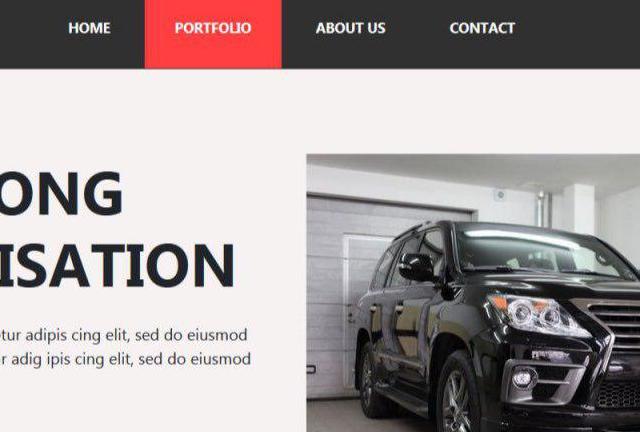 HOME PORTFOLIO ABOUT US CONTACT
ONG
ISATION
tur adipis cing elit, sed do eiusmod
r adig ipis cing elit, sed do eiusmod